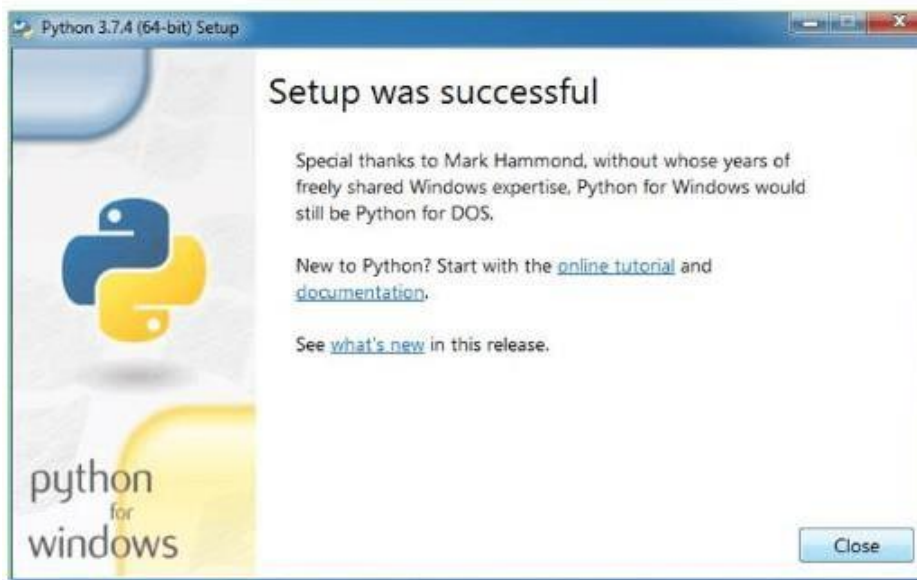 Python 3.7.4 (64-bit) Setup
Setup was successful
Special thanks to Mark Hammond, without whose years of
freely shared Windows expertise, Python for Windows would
still be Python for DOS.
New to Python? Start with the online tutorial and
documentation.
See what's new in this release.
python
for
windows
Close